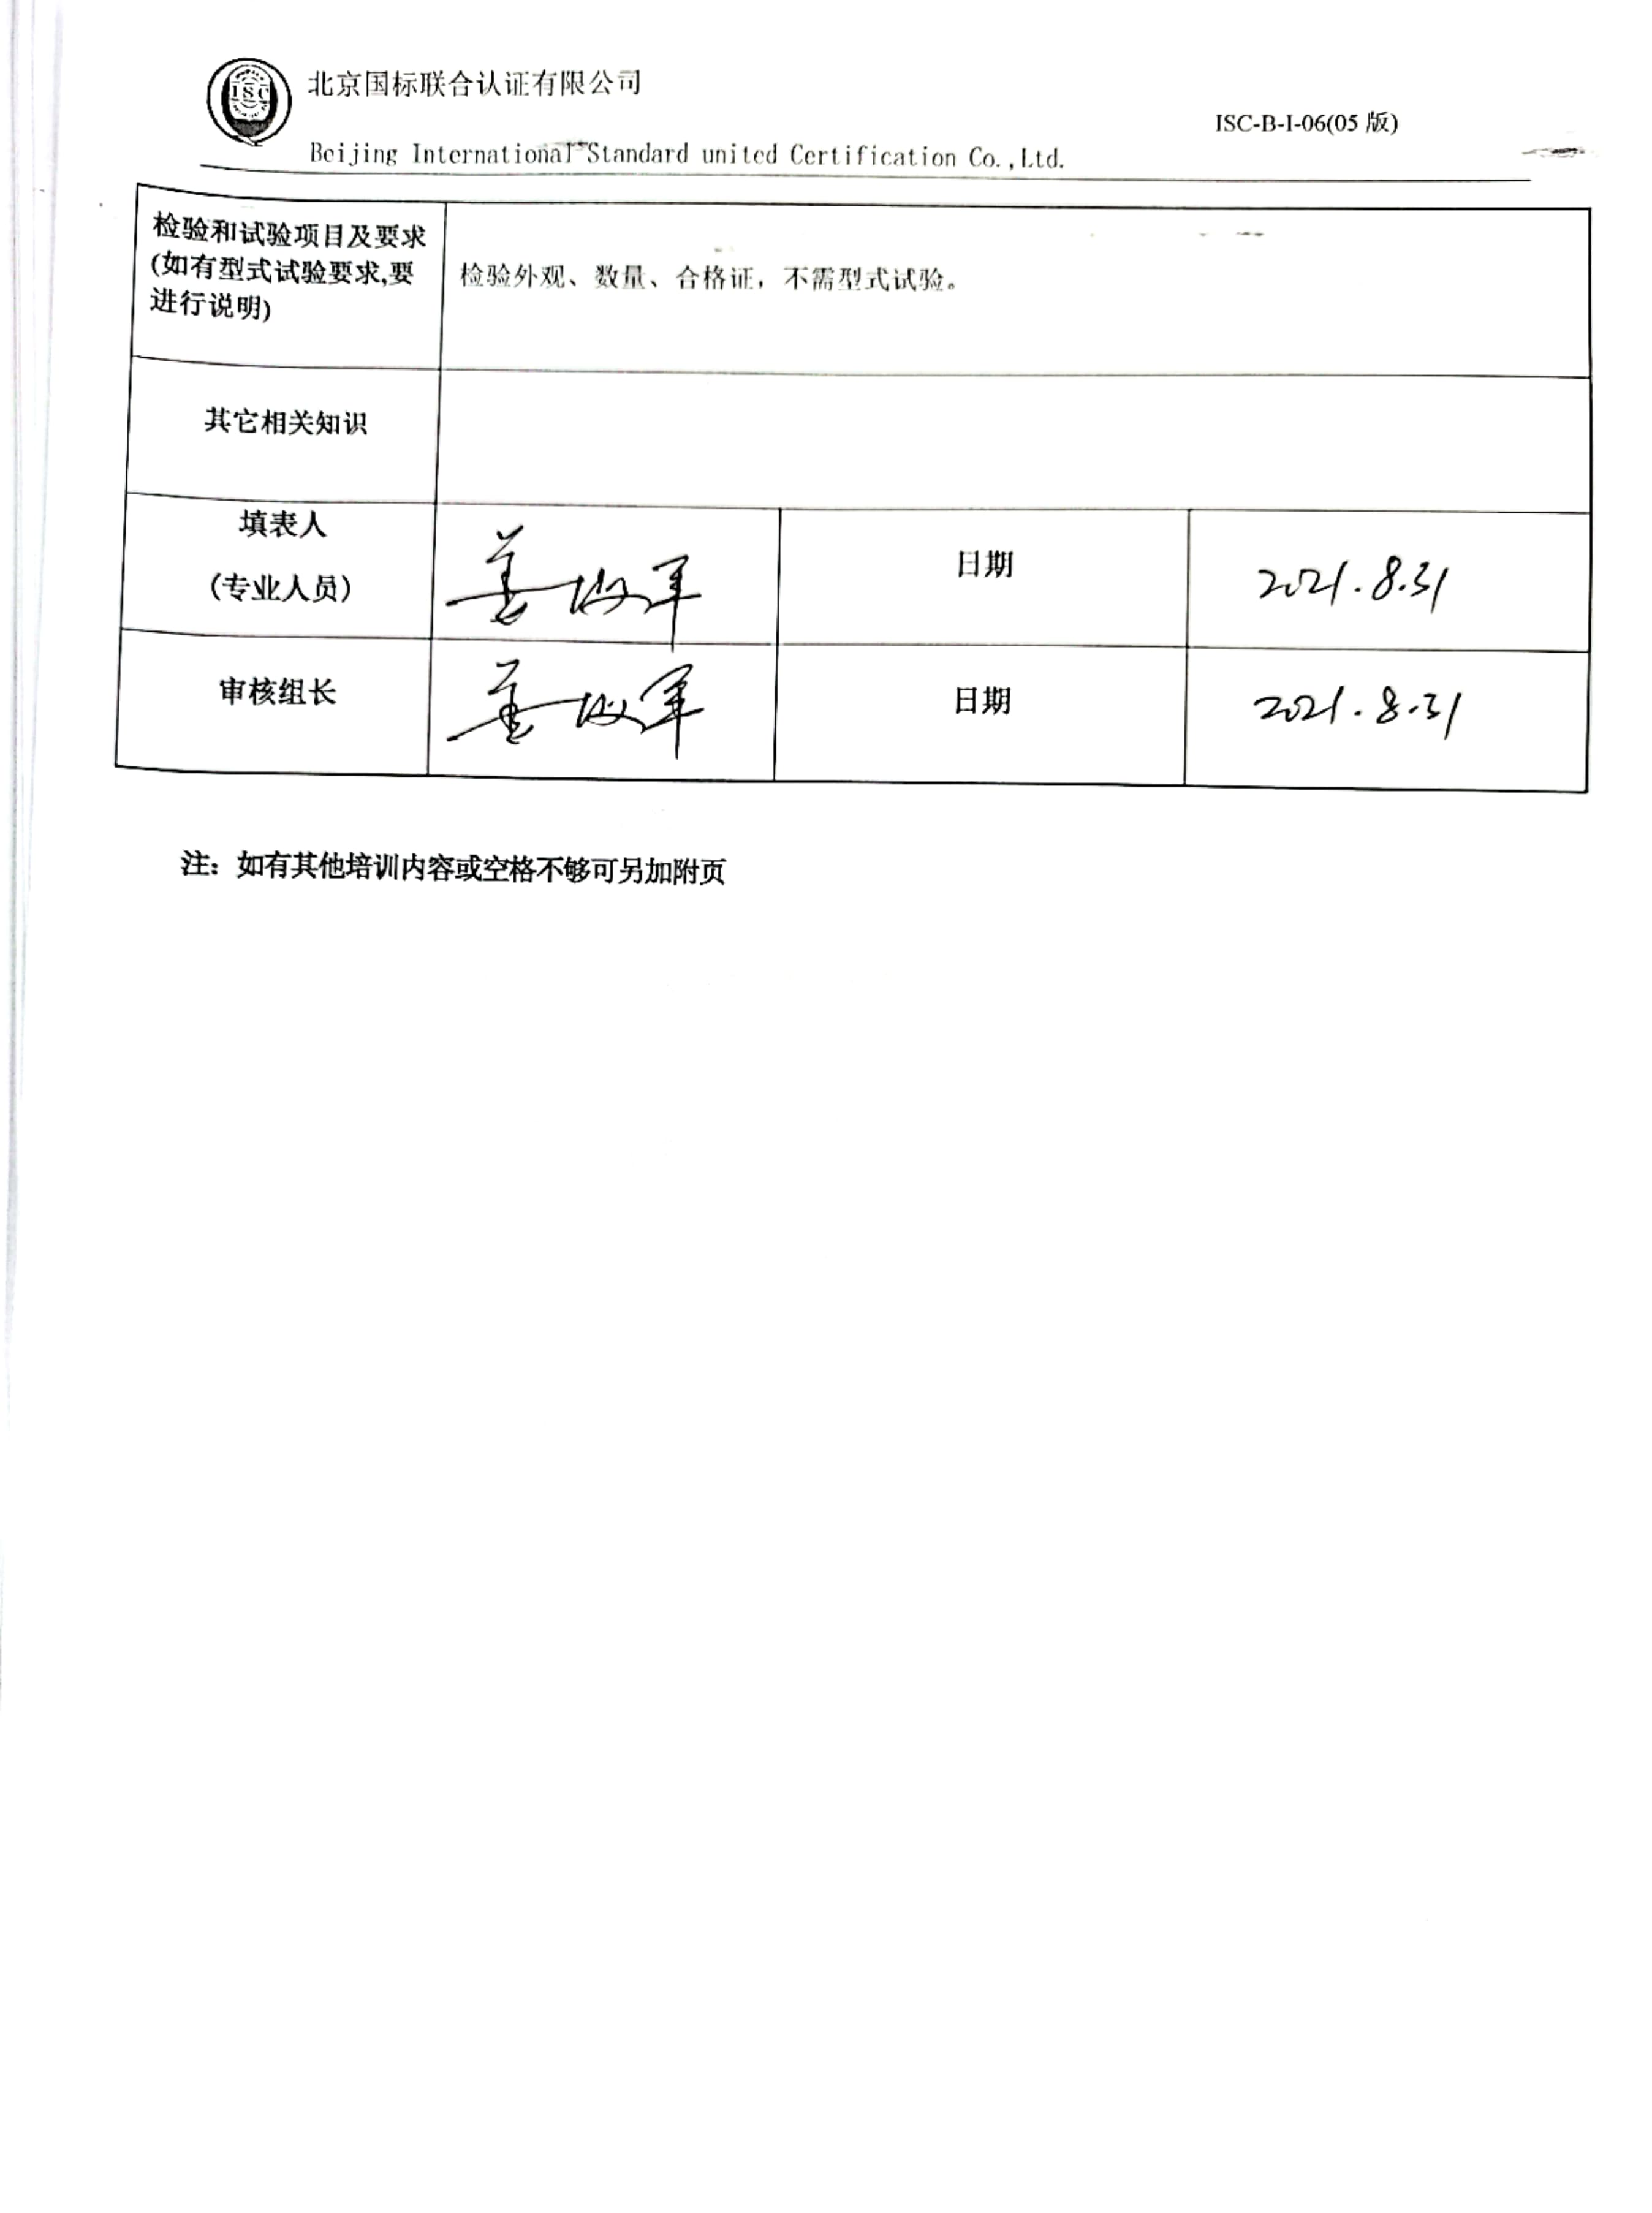 ISC
北京国标联合认证有限公司
ISC-B-I-06(05 版)
Beijing International Standard united Certification Co.,Ltd.
检验和试验项目及要求
(如有型式试验要求,要
进行说明)
检验外观、数量、合格证，不需型式试验。
其它相关知识
填表人
(专业人员)
日期
2021.8.31
审核组长
日期
2021.8.31
注：如有其他培训内容或空格不够可另加附页